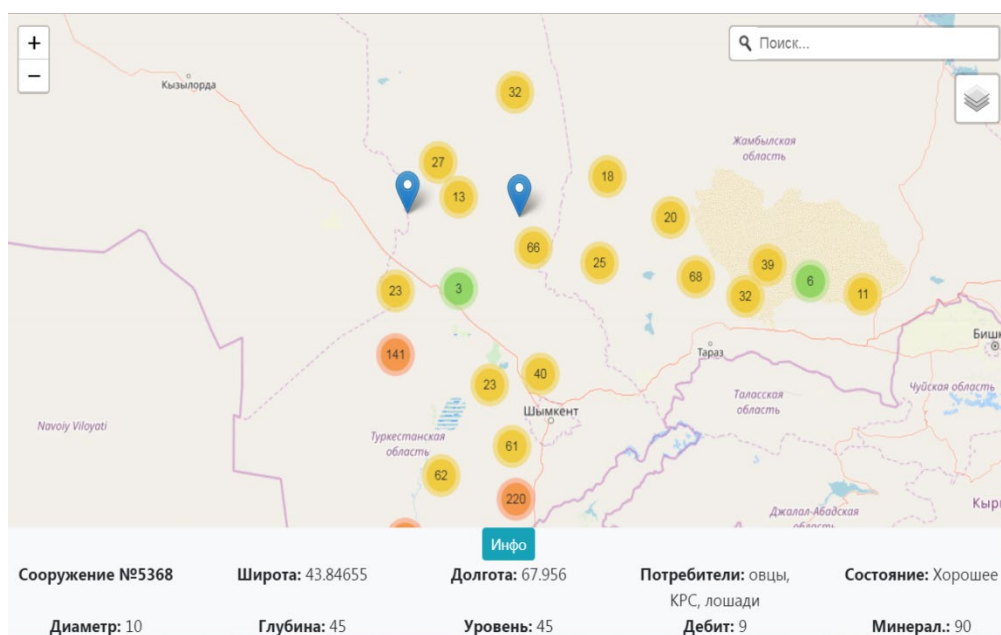 +
−
Поиск...
Кызылорда
32
Жамбылская
область
27
18
13
20
66
25
39
68
6
23
3
32
11
Бишк
141
Тараз
40
23
Чуйская область
Таласская
область
Шымкент
Navoiy Viloyati
Туркестанская
область
61
62
220
Джалал-Абадская
область
Кырг
Инфо
Сооружение №5368 Широта: 43.84655 Долгота: 67.956 Потребители: овцы, Состояние: Хорошее
КРС, лошади
Диаметр: 10 Глубина: 45 Уровень: 45 Дебит: 9 Минерал.: 90